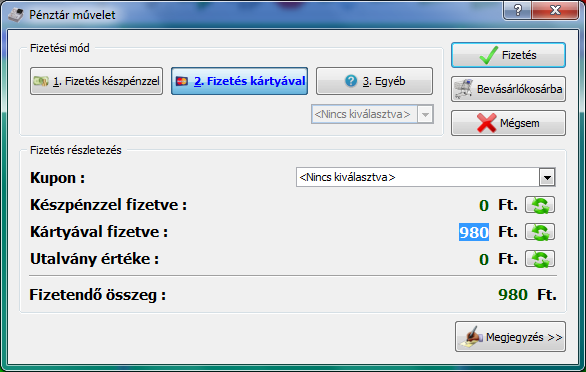 Pénztár művelet
Fizetési mód
1. Fizetés készpénzzel
2. Fizetés kártyával
3. Egyéb
<Nincs kiválasztva>
Fizetés
Bevásárlókosárba
Mégsem
Fizetés részletezés
Kupon : <Nincs kiválasztva>
Készpénzzel fizetve : 0 Ft.
Kártyával fizetve : 980 Ft.
Utalvány értéke : 0 Ft.
Fizetendő összeg : 980 Ft.
Megjegyzés >>